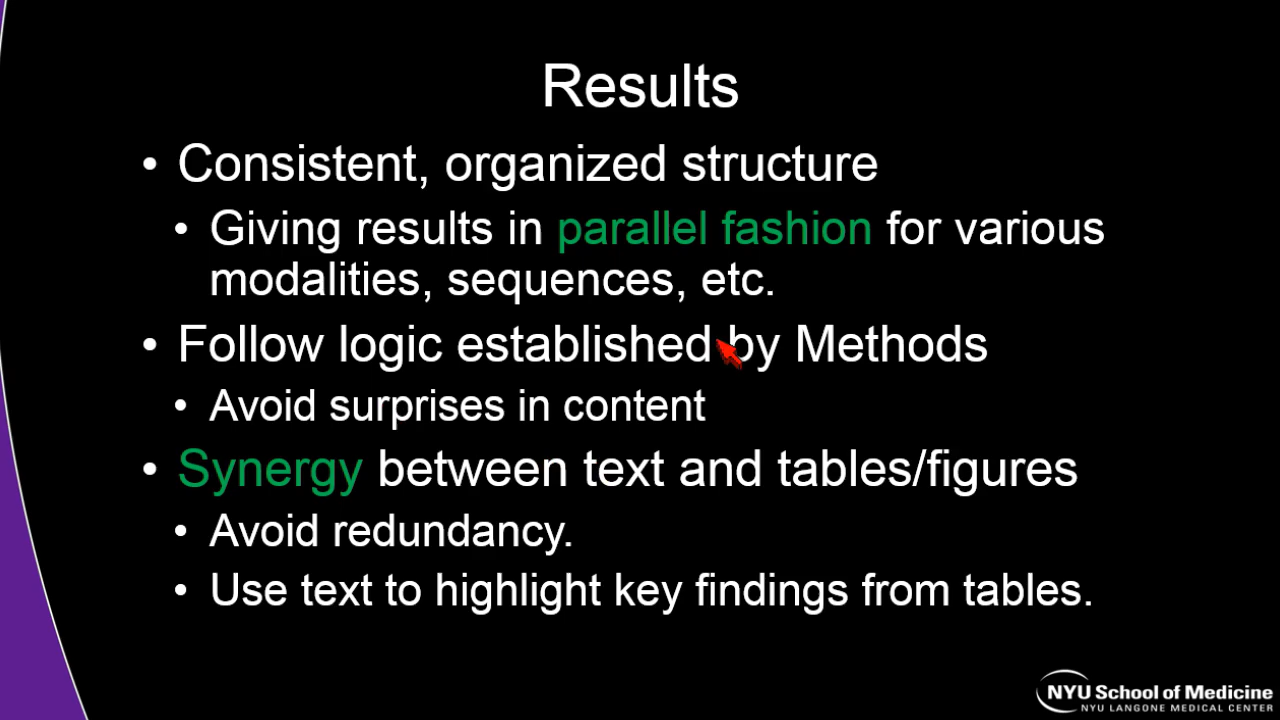 Results
• Consistent, organized structure
• Giving results in parallel fashion for various
modalities, sequences, etc.
• Follow logic established by Methods
• Avoid surprises in content
• Synergy between text and tables/figures
• Avoid redundancy.
• Use text to highlight key findings from tables.
NYU School of Medicine
NYU LANGONE MEDICAL CENTER